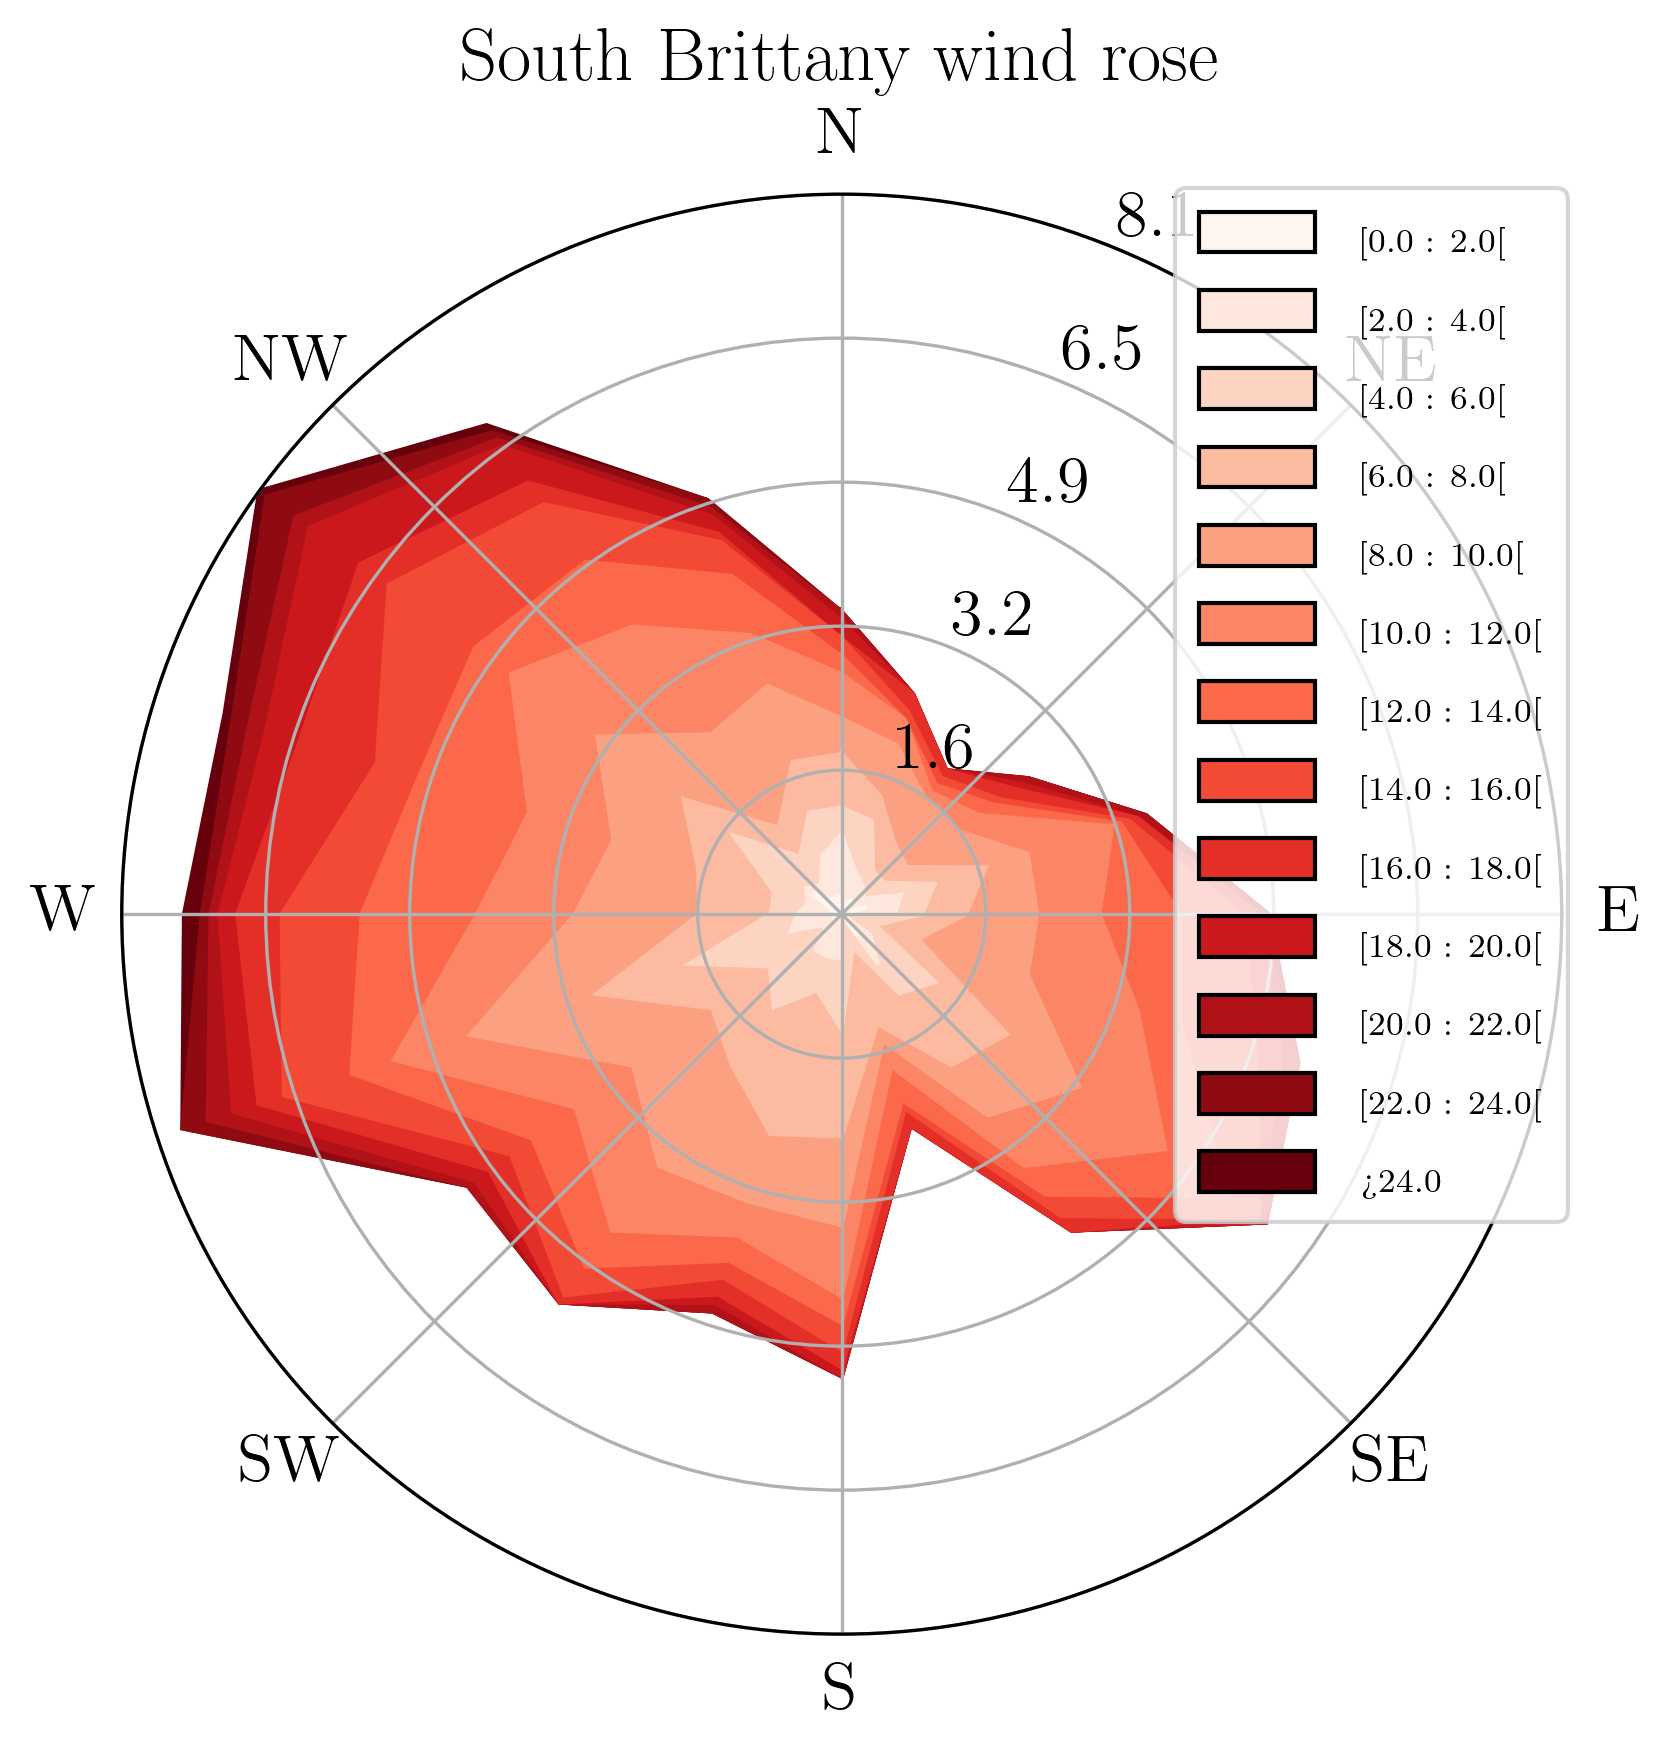 South Brittany wind rose
N
8.1
[0.0 : 2.0[
[2.0 : 4.0[
NW
6.5
NE
[4.0 : 6.0[
4.9
[6.0 : 8.0[
[8.0 : 10.0[
3.2
[10.0 : 12.0[
[12.0 : 14.0[
1.6
[14.0 : 16.0[
[16.0 : 18.0[
W
E
[18.0 : 20.0[
[20.0 : 22.0[
[22.0 : 24.0[
>24.0
SW
SE
S